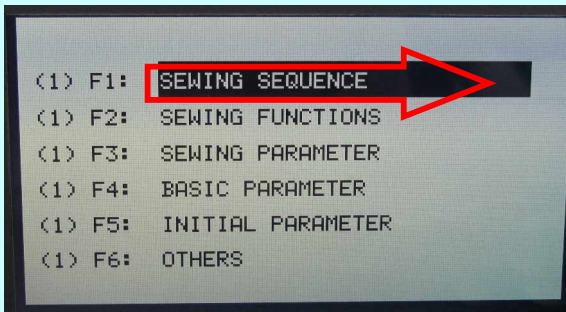 (1) F1: SEWING SEQUENCE
(1) F2: SEWING FUNCTIONS
(1) F3: SEWING PARAMETER
(1) F4: BASIC PARAMETER
(1) F5: INITIAL PARAMETER
(1) F6: OTHERS